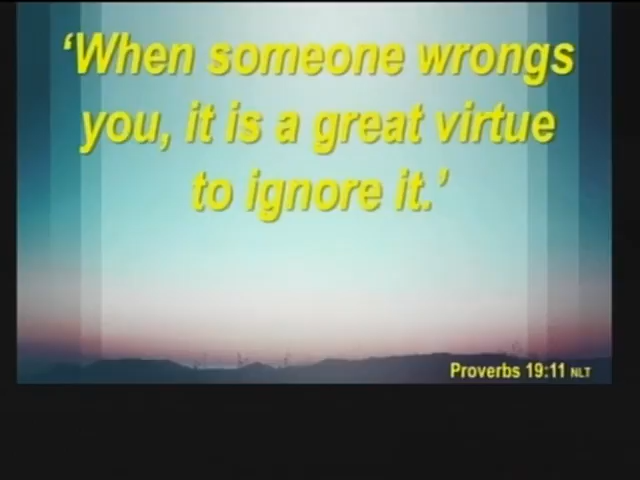 ‘When someone wrongs
you, it is a great virtue
to ignore it.’
Proverbs 19:11 NLT